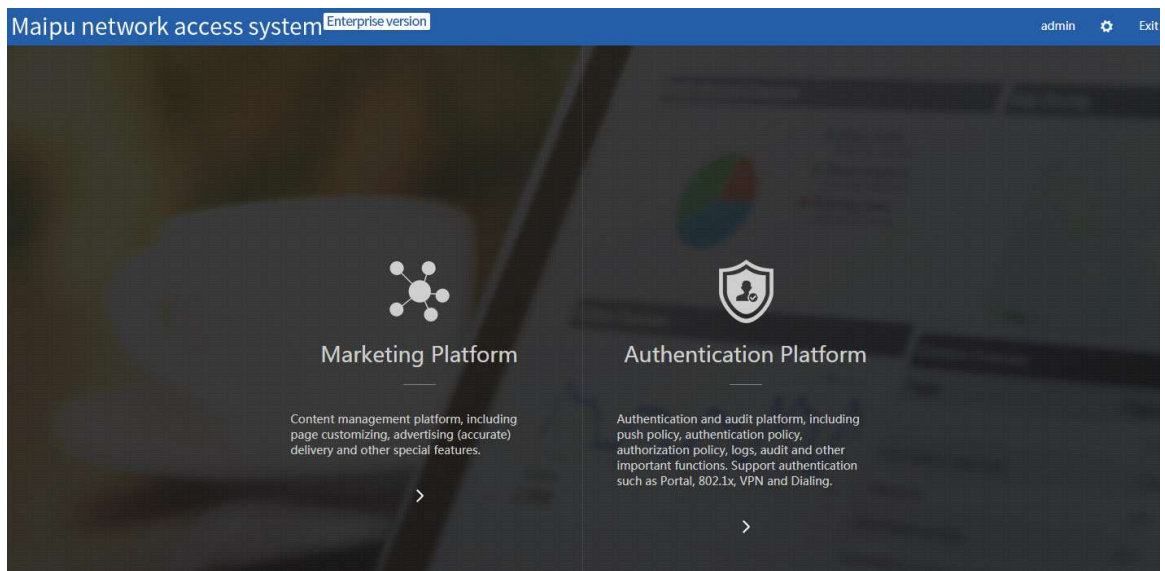 Maipu network access system Enterprise version
admin Exit
Marketing Platform
Content management platform, including
page customizing, advertising (accurate)
delivery and other special features.
Authentication Platform
Authentication and audit platform, including
push policy, authentication policy,
authorization policy, logs, audit and other
important functions. Support authentication
such as Portal, 802.1x, VPN and Dialing.